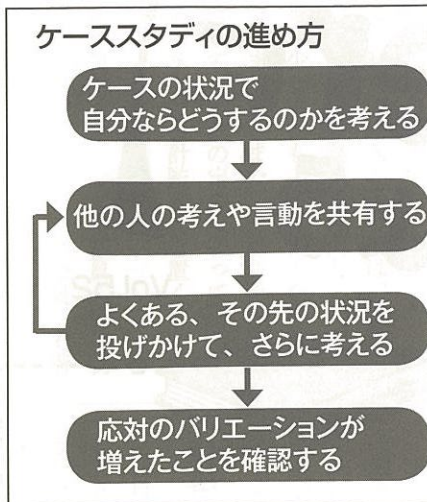 ケーススタディの進め方
ケースの状況で
自分ならどうするのかを考える
他の人の考えや言動を共有する
よくある、その先の状況を
投げかけて、さらに考える
応対のバリエーションが
増えたことを確認する